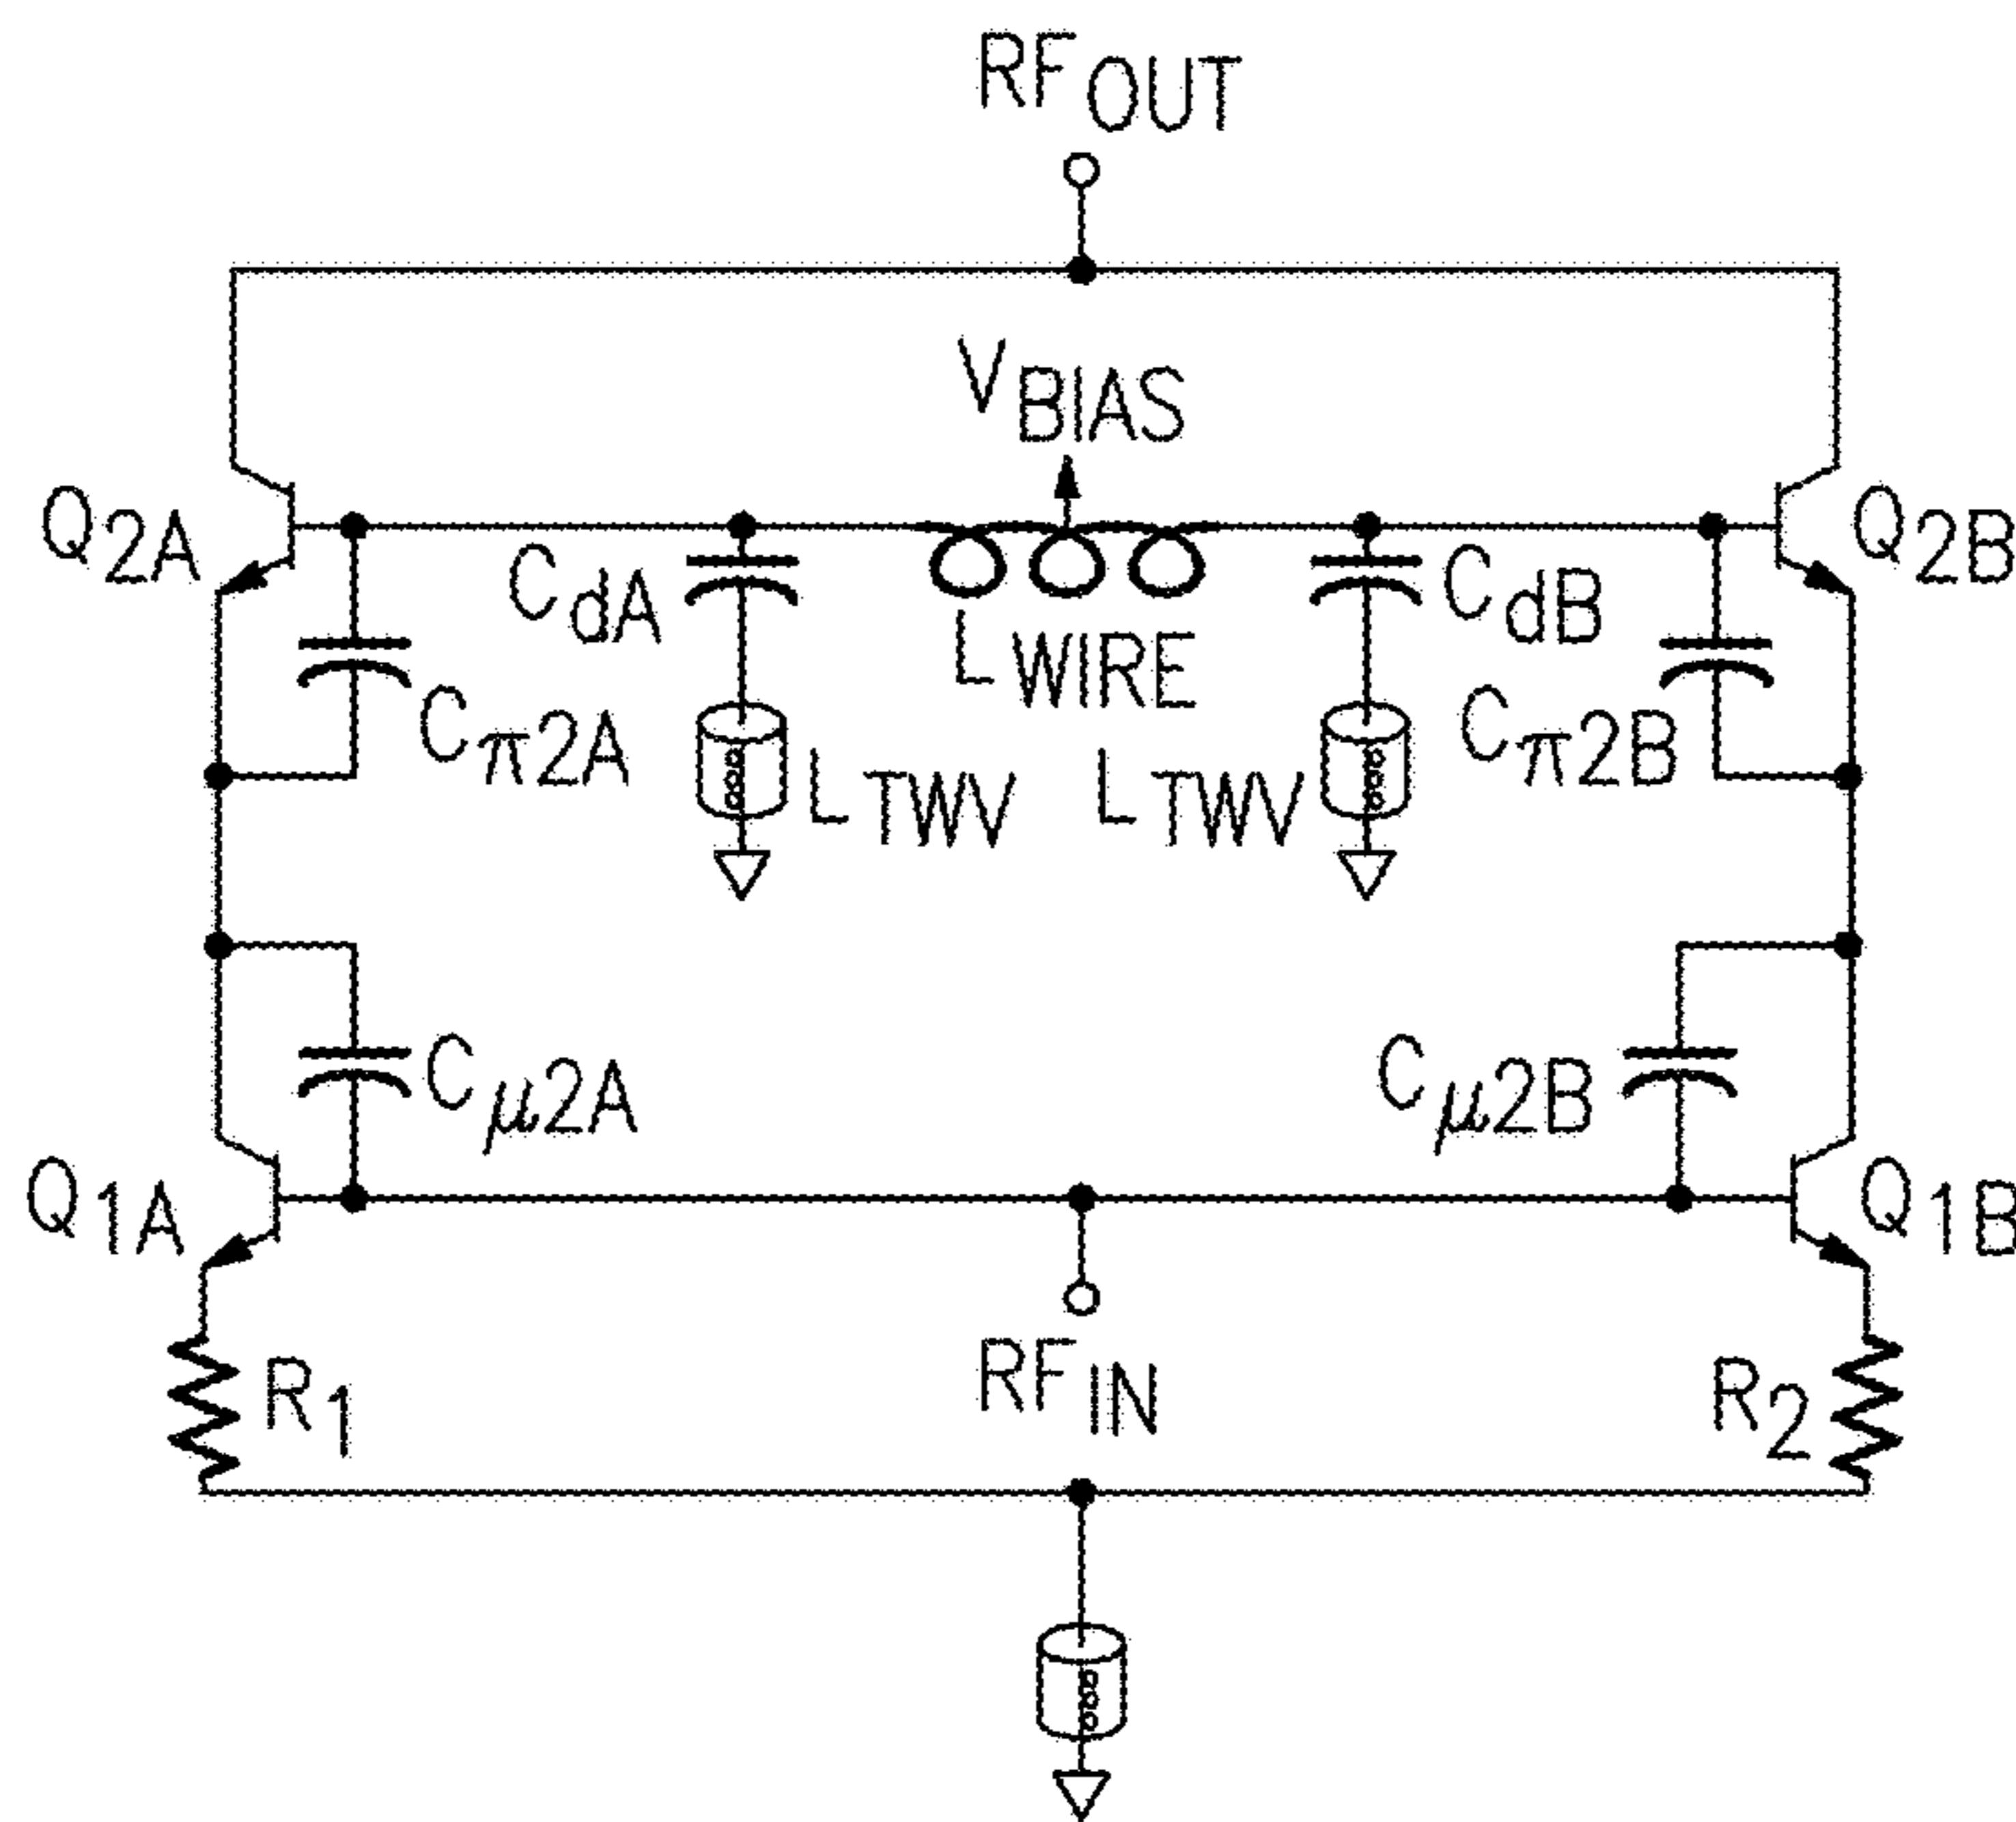 RFOUT
VBIAS
Q2A
Q2B
CdA
CdB
LWIRE
Cπ2A
Cπ2B
LTWV
LTWV
Cμ2A
Cμ2B
Q1A
Q1B
RFIN
R1
R2